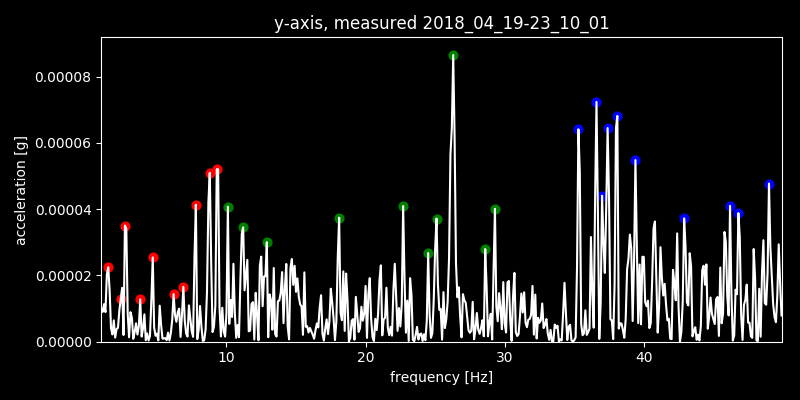 y-axis, measured 2018_04_19-23_10_01
0.00008
0.00006
0.00004
0.00002
0.00000
acceleration [g]
10 20 30 40
frequency [Hz]